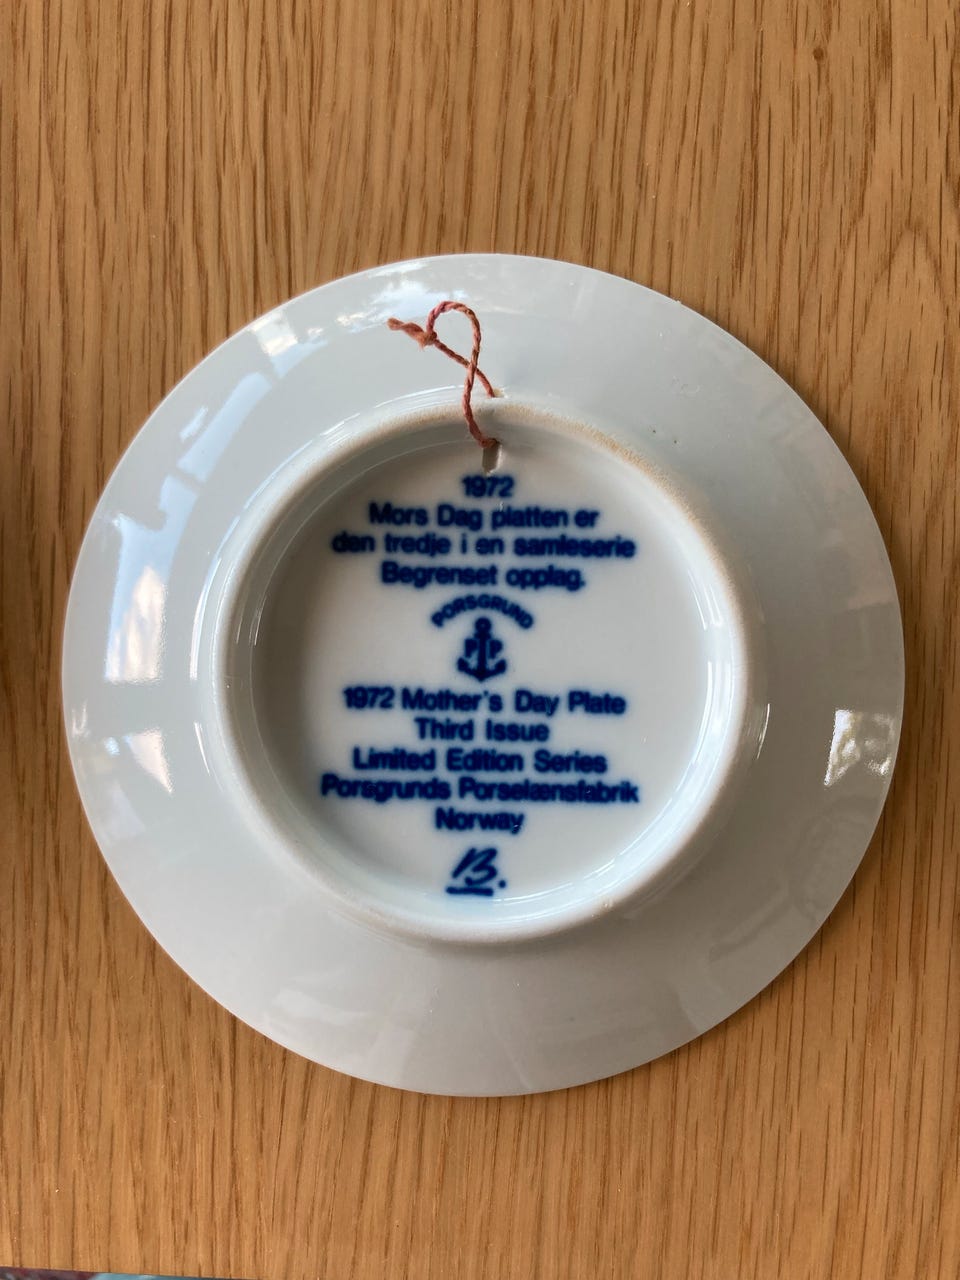 1972
Mors Dag platten er
den tredje i en samleserie
Begrenset opplag.
PORSGRUND
P P
1972 Mother's Day Plate
Third Issue
Limited Edition Series
Porsgrunds Porselænsfabrik
Norway
B.